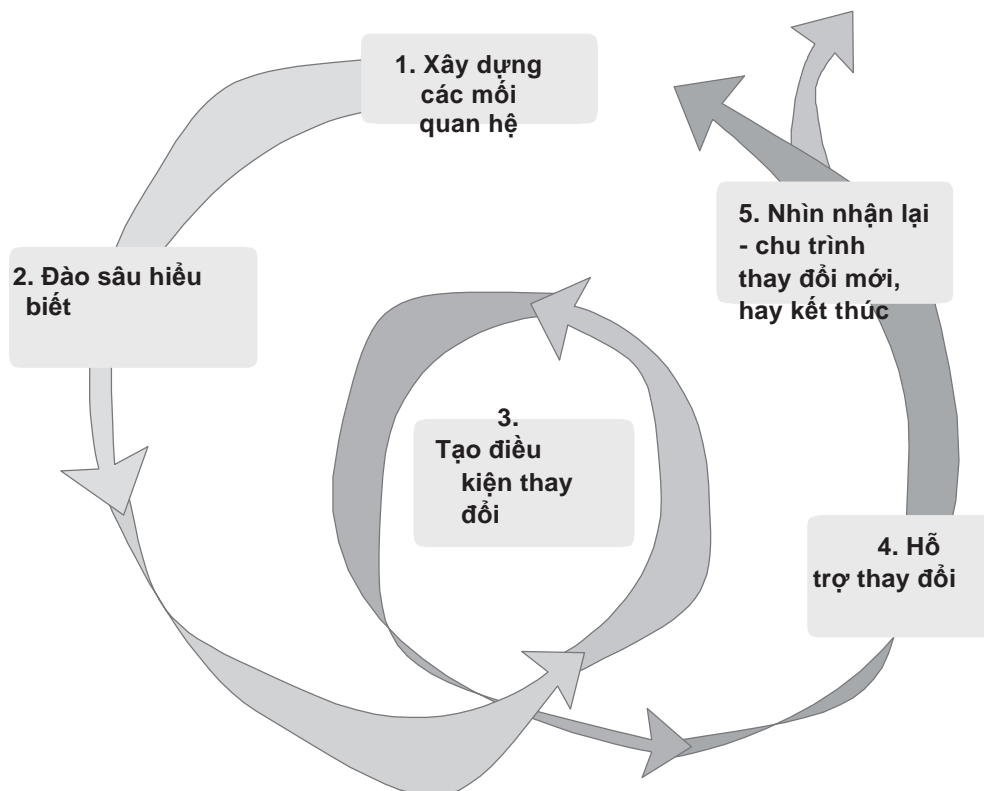 1. Xây dựng
các mối
quan hệ
2. Đào sâu hiểu
biết
3.
Tạo điều
kiện thay
đổi
4. Hỗ
trợ thay đổi
5. Nhìn nhận lại
- chu trình
thay đổi mới,
hay kết thúc